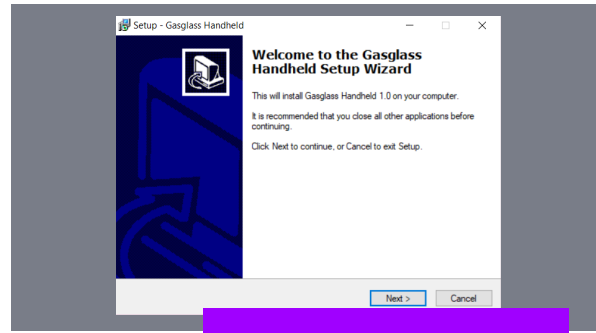 Setup - Gasglass Handheld
Welcome to the Gasglass
Handheld Setup Wizard
This will install Gasglass Handheld 1.0 on your computer.
It is recommended that you close all other applications before
continuing.
Click Next to continue, or Cancel to exit Setup.
Next >
Cancel